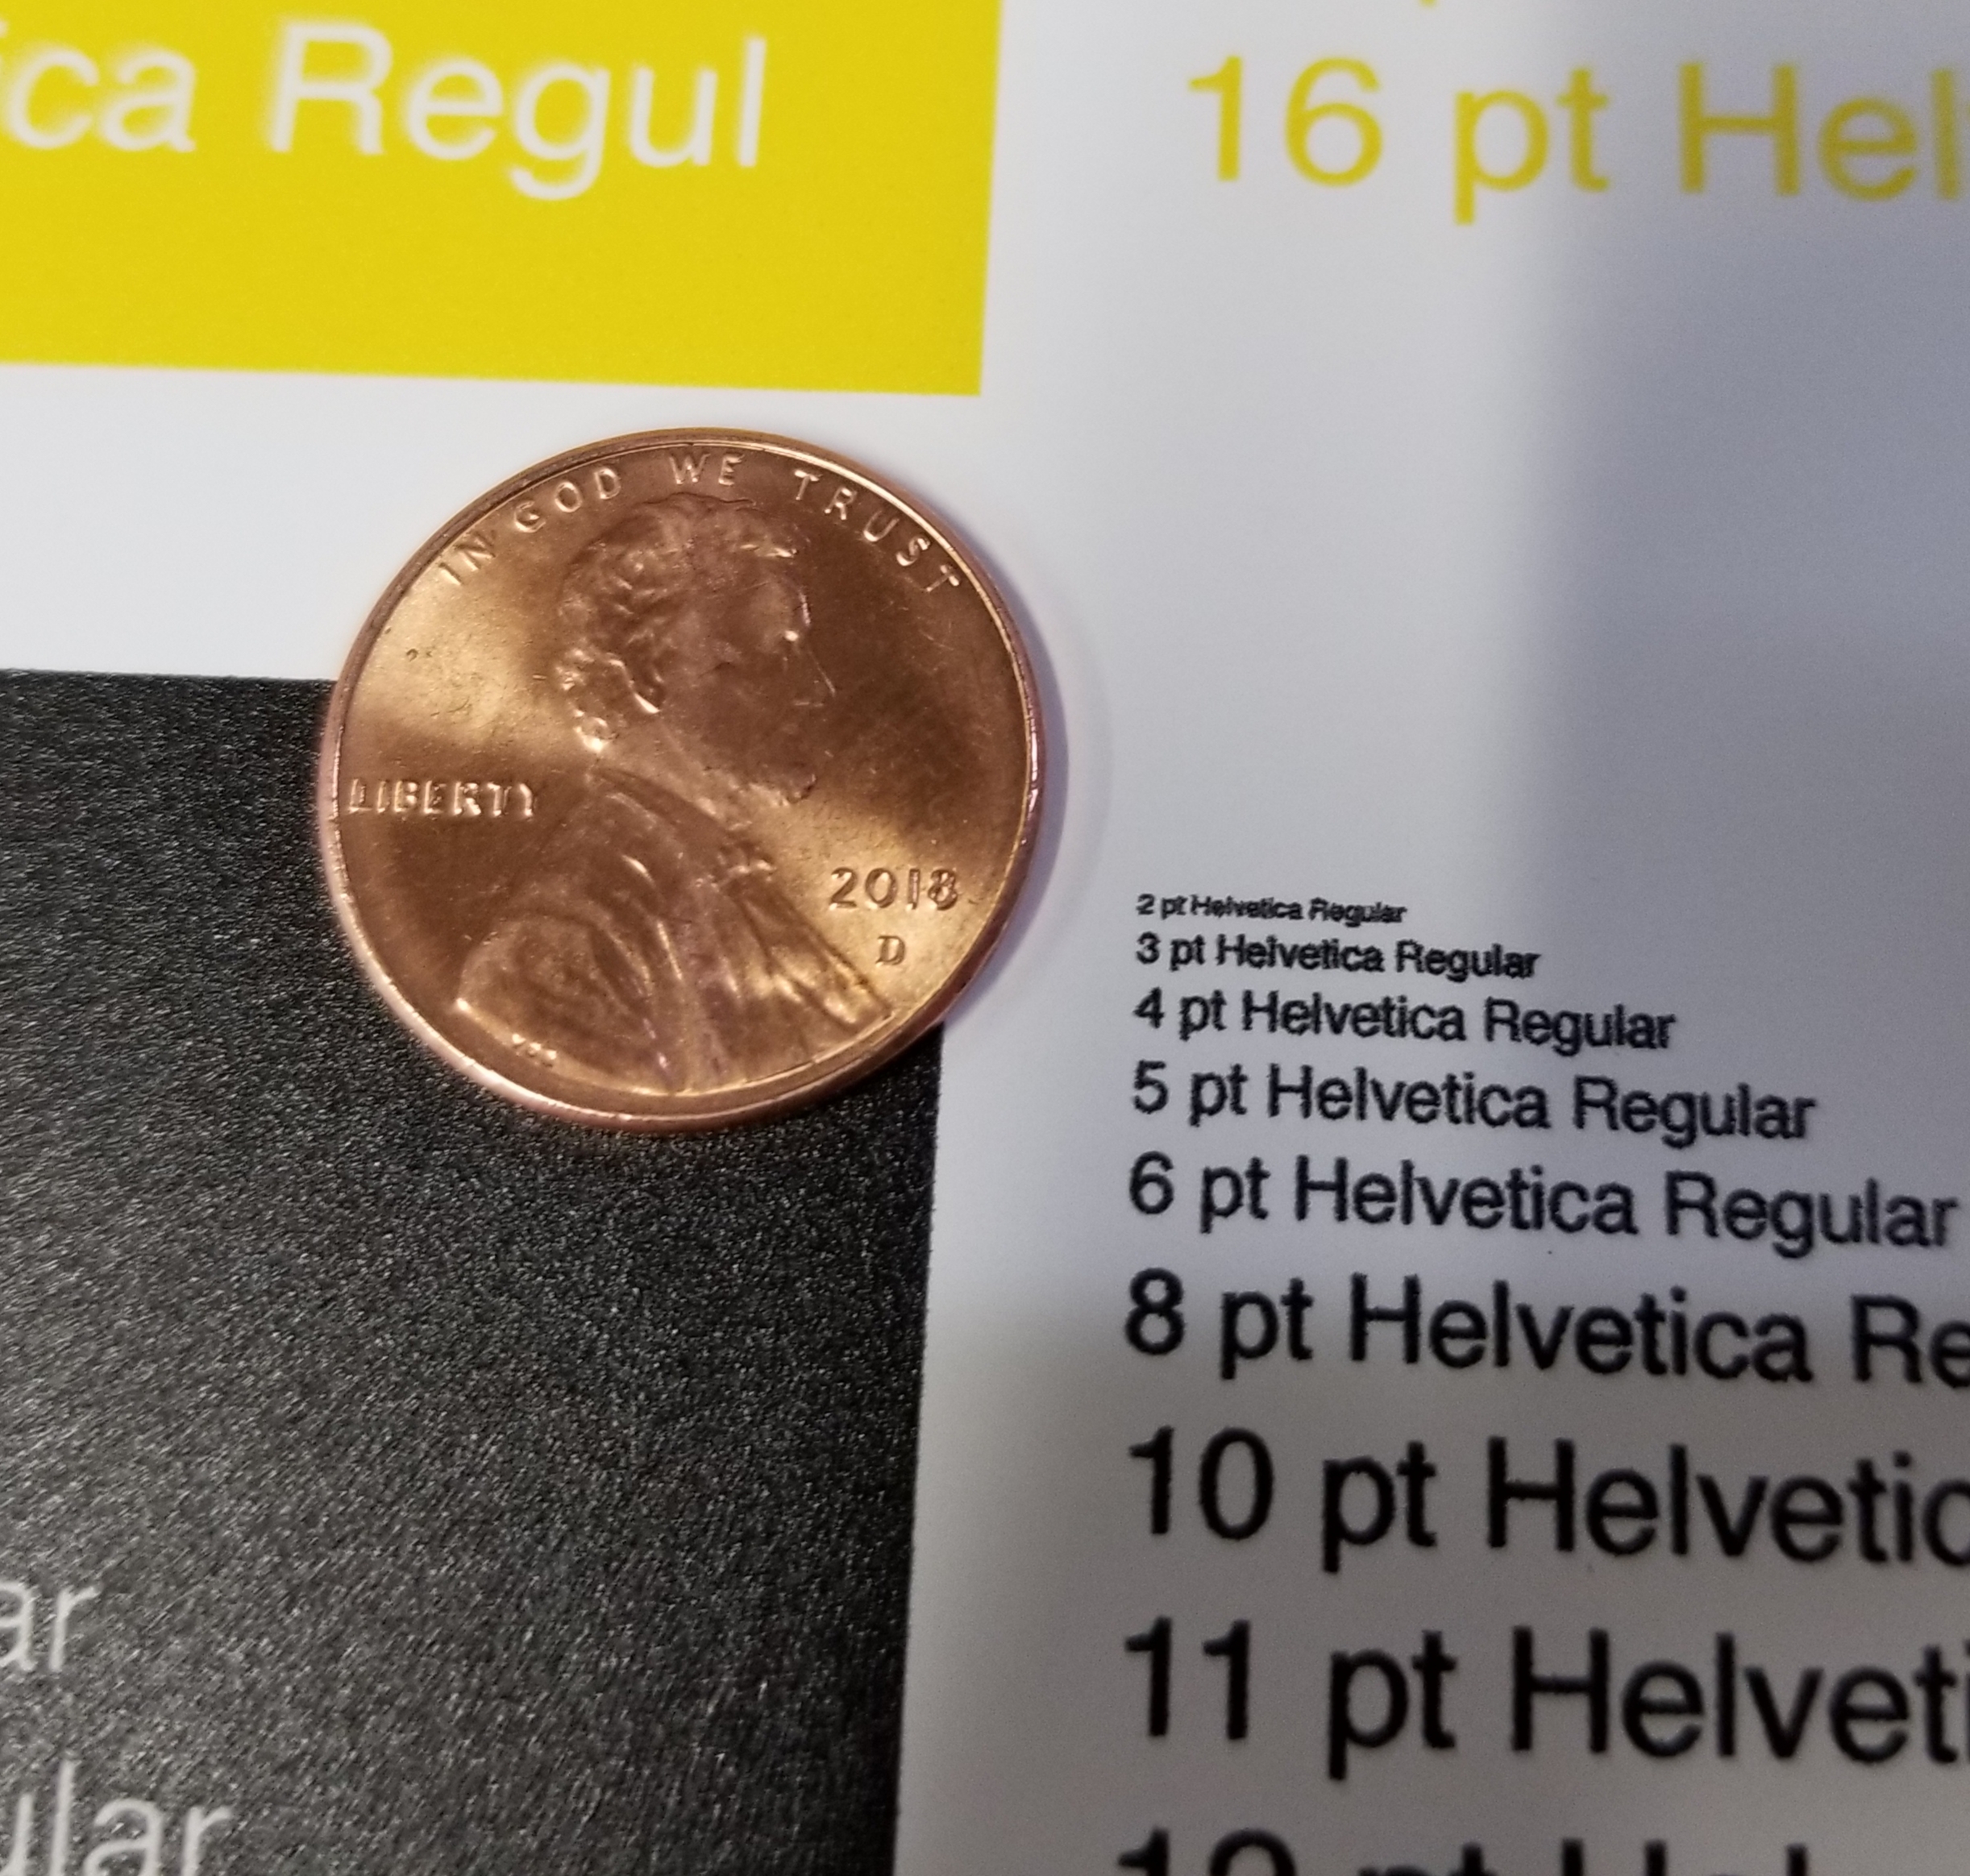 ica Regul
16 pt Hel
IN GOD WE TRUST
LIBERTY
2018
D
2 pt Helvetica Regular
3 pt Helvetica Regular
4 pt Helvetica Regular
5 pt Helvetica Regular
6 pt Helvetica Regular
8 pt Helvetica Re
10 pt Helvetic
11 pt Helveti
ar
ular